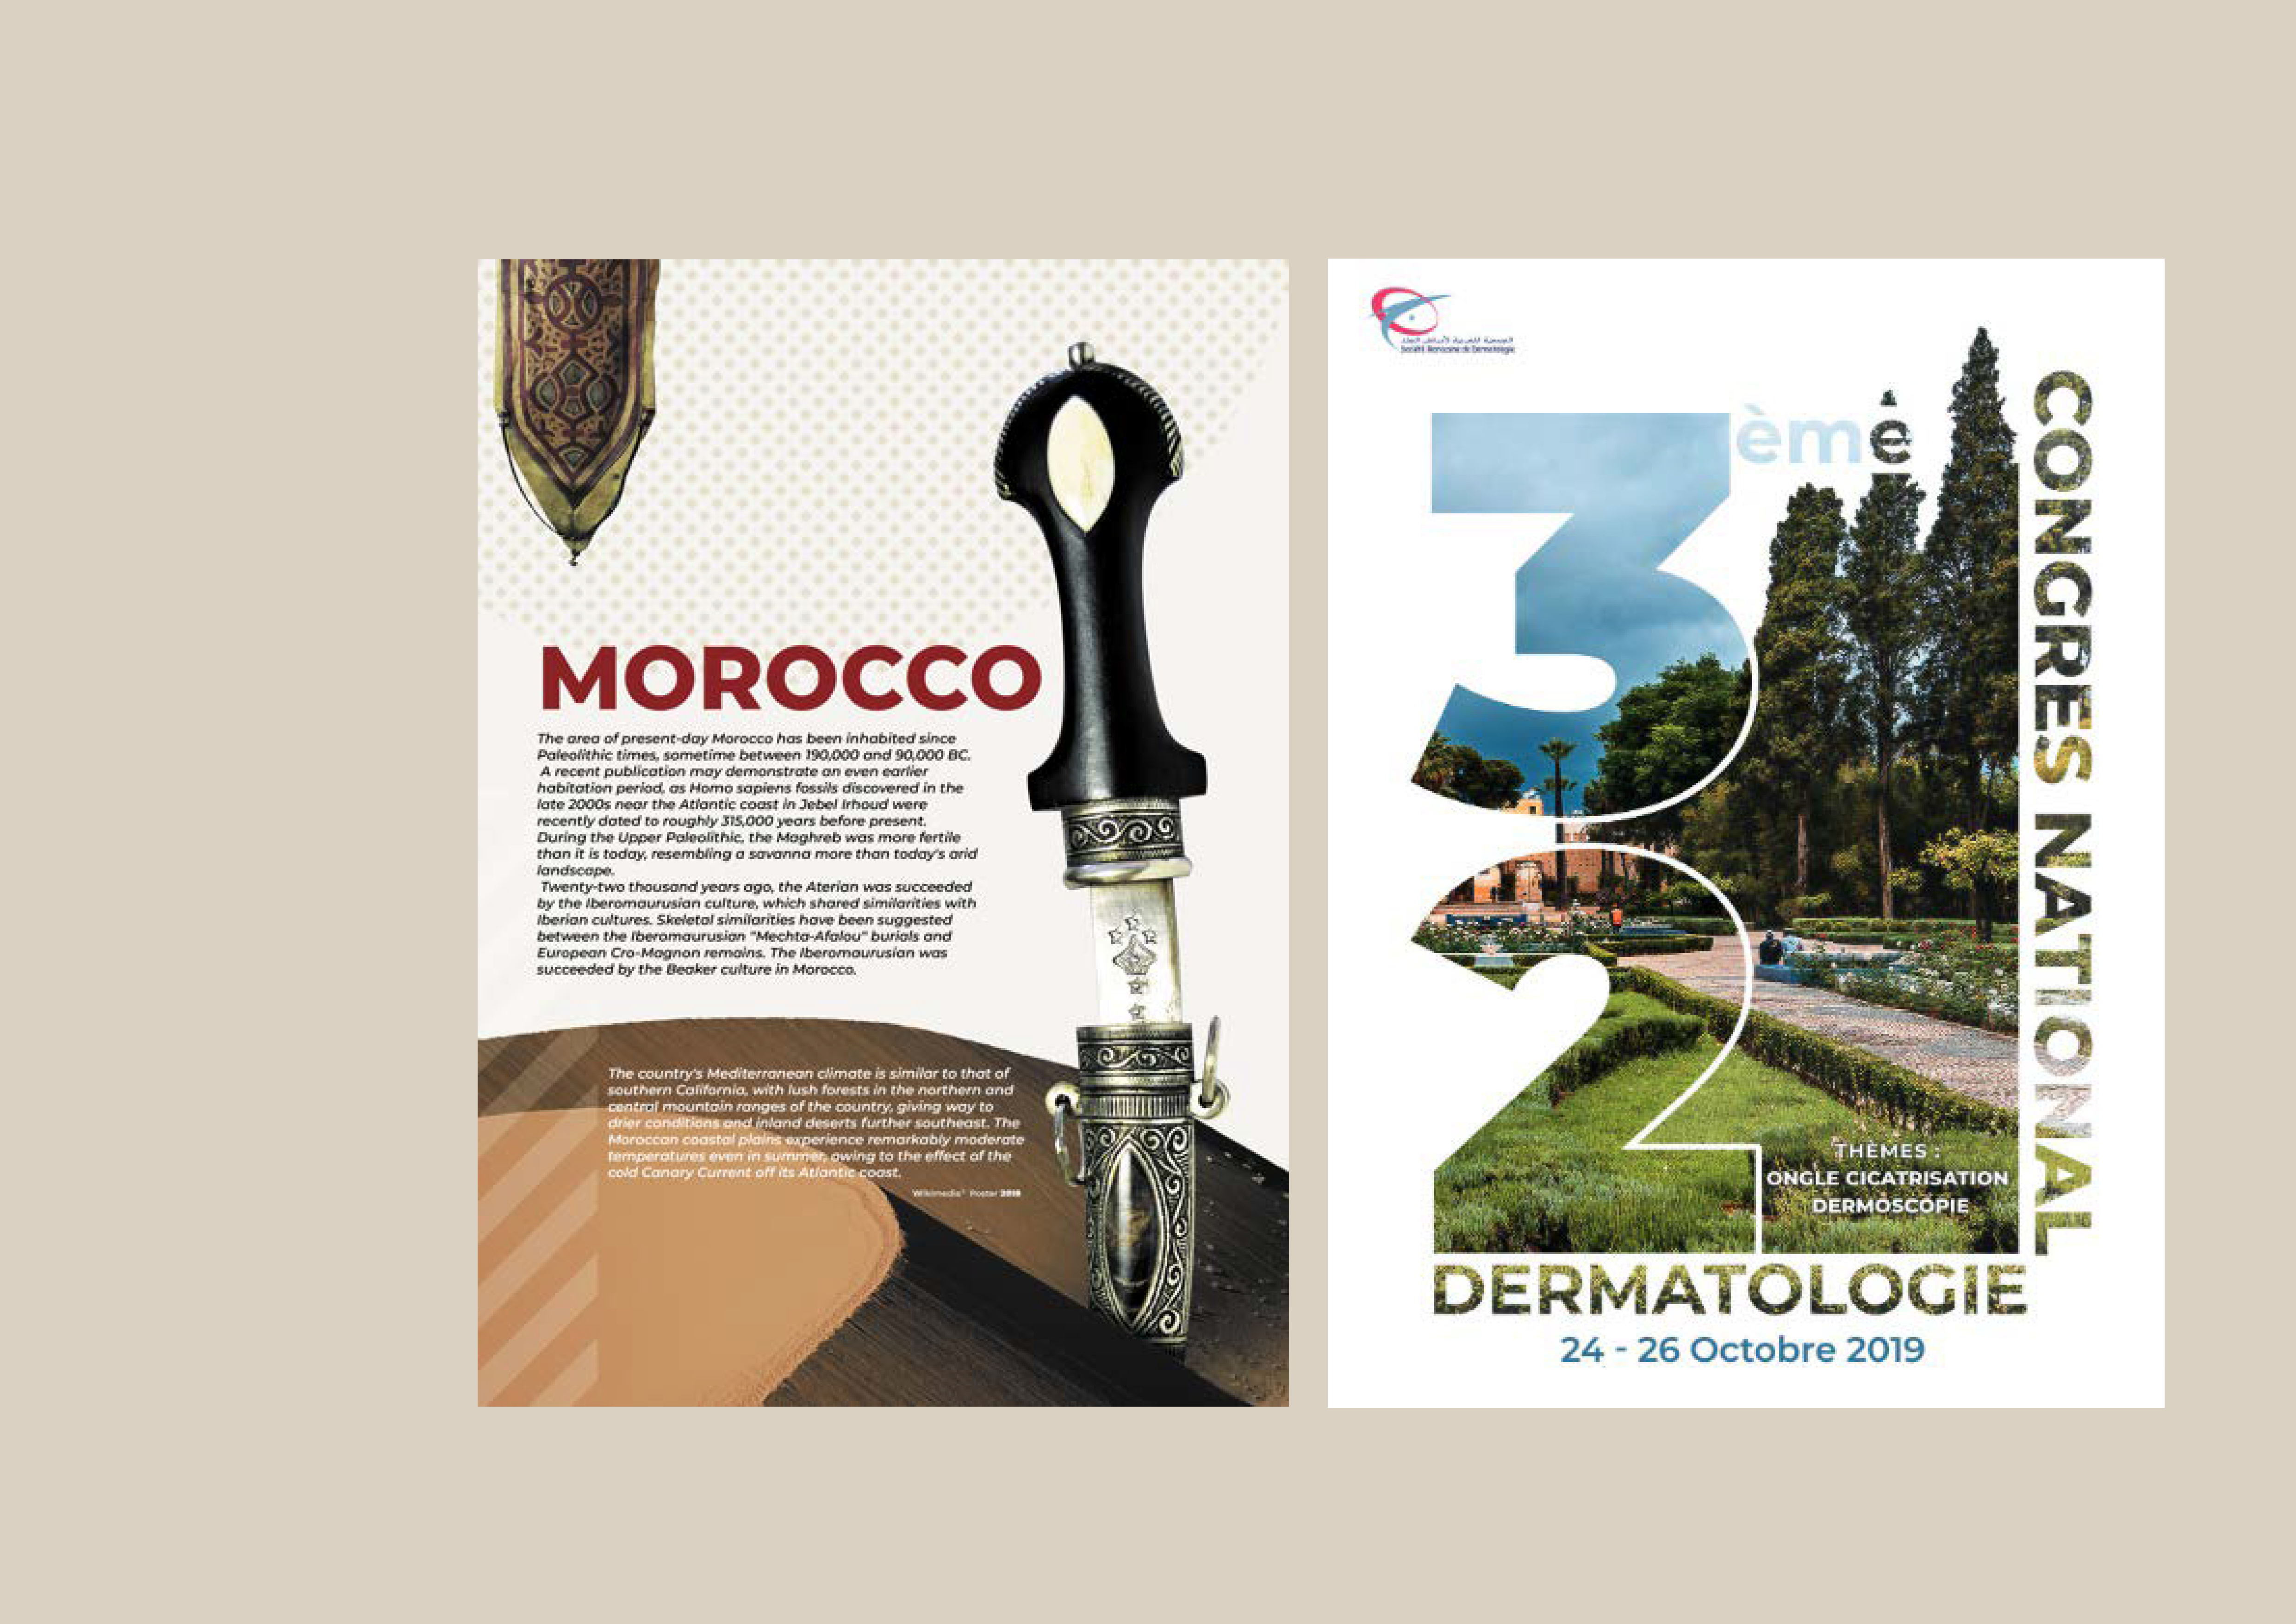 MOROCCO
The area of present-day Morocco has been inhabited since
Paleolithic times, sometime between 190,000 and 90,000 BC.
A recent publication may demonstrate an even earlier
habitation period, as Homo sapiens fossils discovered in the
late 2000s near the Atlantic coast in Jebel Irhoud were
recently dated to roughly 315,000 years before present.
During the Upper Paleolithic, the Maghreb was more fertile
than it is today, resembling a savanna more than today's arid
landscape.
Twenty-two thousand years ago, the Aterian was succeeded
by the Iberomaurusian culture, which shared similarities with
Iberian cultures. Skeletal similarities have been suggested
between the Iberomaurusian "Mechta-Afalou" burials and
European Cro-Magnon remains. The Iberomaurusian was
succeeded by the Beaker culture in Morocco.
The country's Mediterranean climate is similar to that of
southern California, with lush forests in the northern and
central mountain ranges of the country, giving way to
drier conditions and inland deserts further southeast. The
Moroccan coastal plains experience remarkably moderate
temperatures even in summer, owing to the effect of the
cold Canary Current off its Atlantic coast.
Wikimedia® Poster 2018
الجمعية المغربية لأمراض الجلد
Société Marocaine de Dermatologie
32ème
CONGRES NATIONAL
THÈMES :
ONGLE CICATRISATION
DERMOSCOPIE
DERMATOLOGIE
24 - 26 Octobre 2019